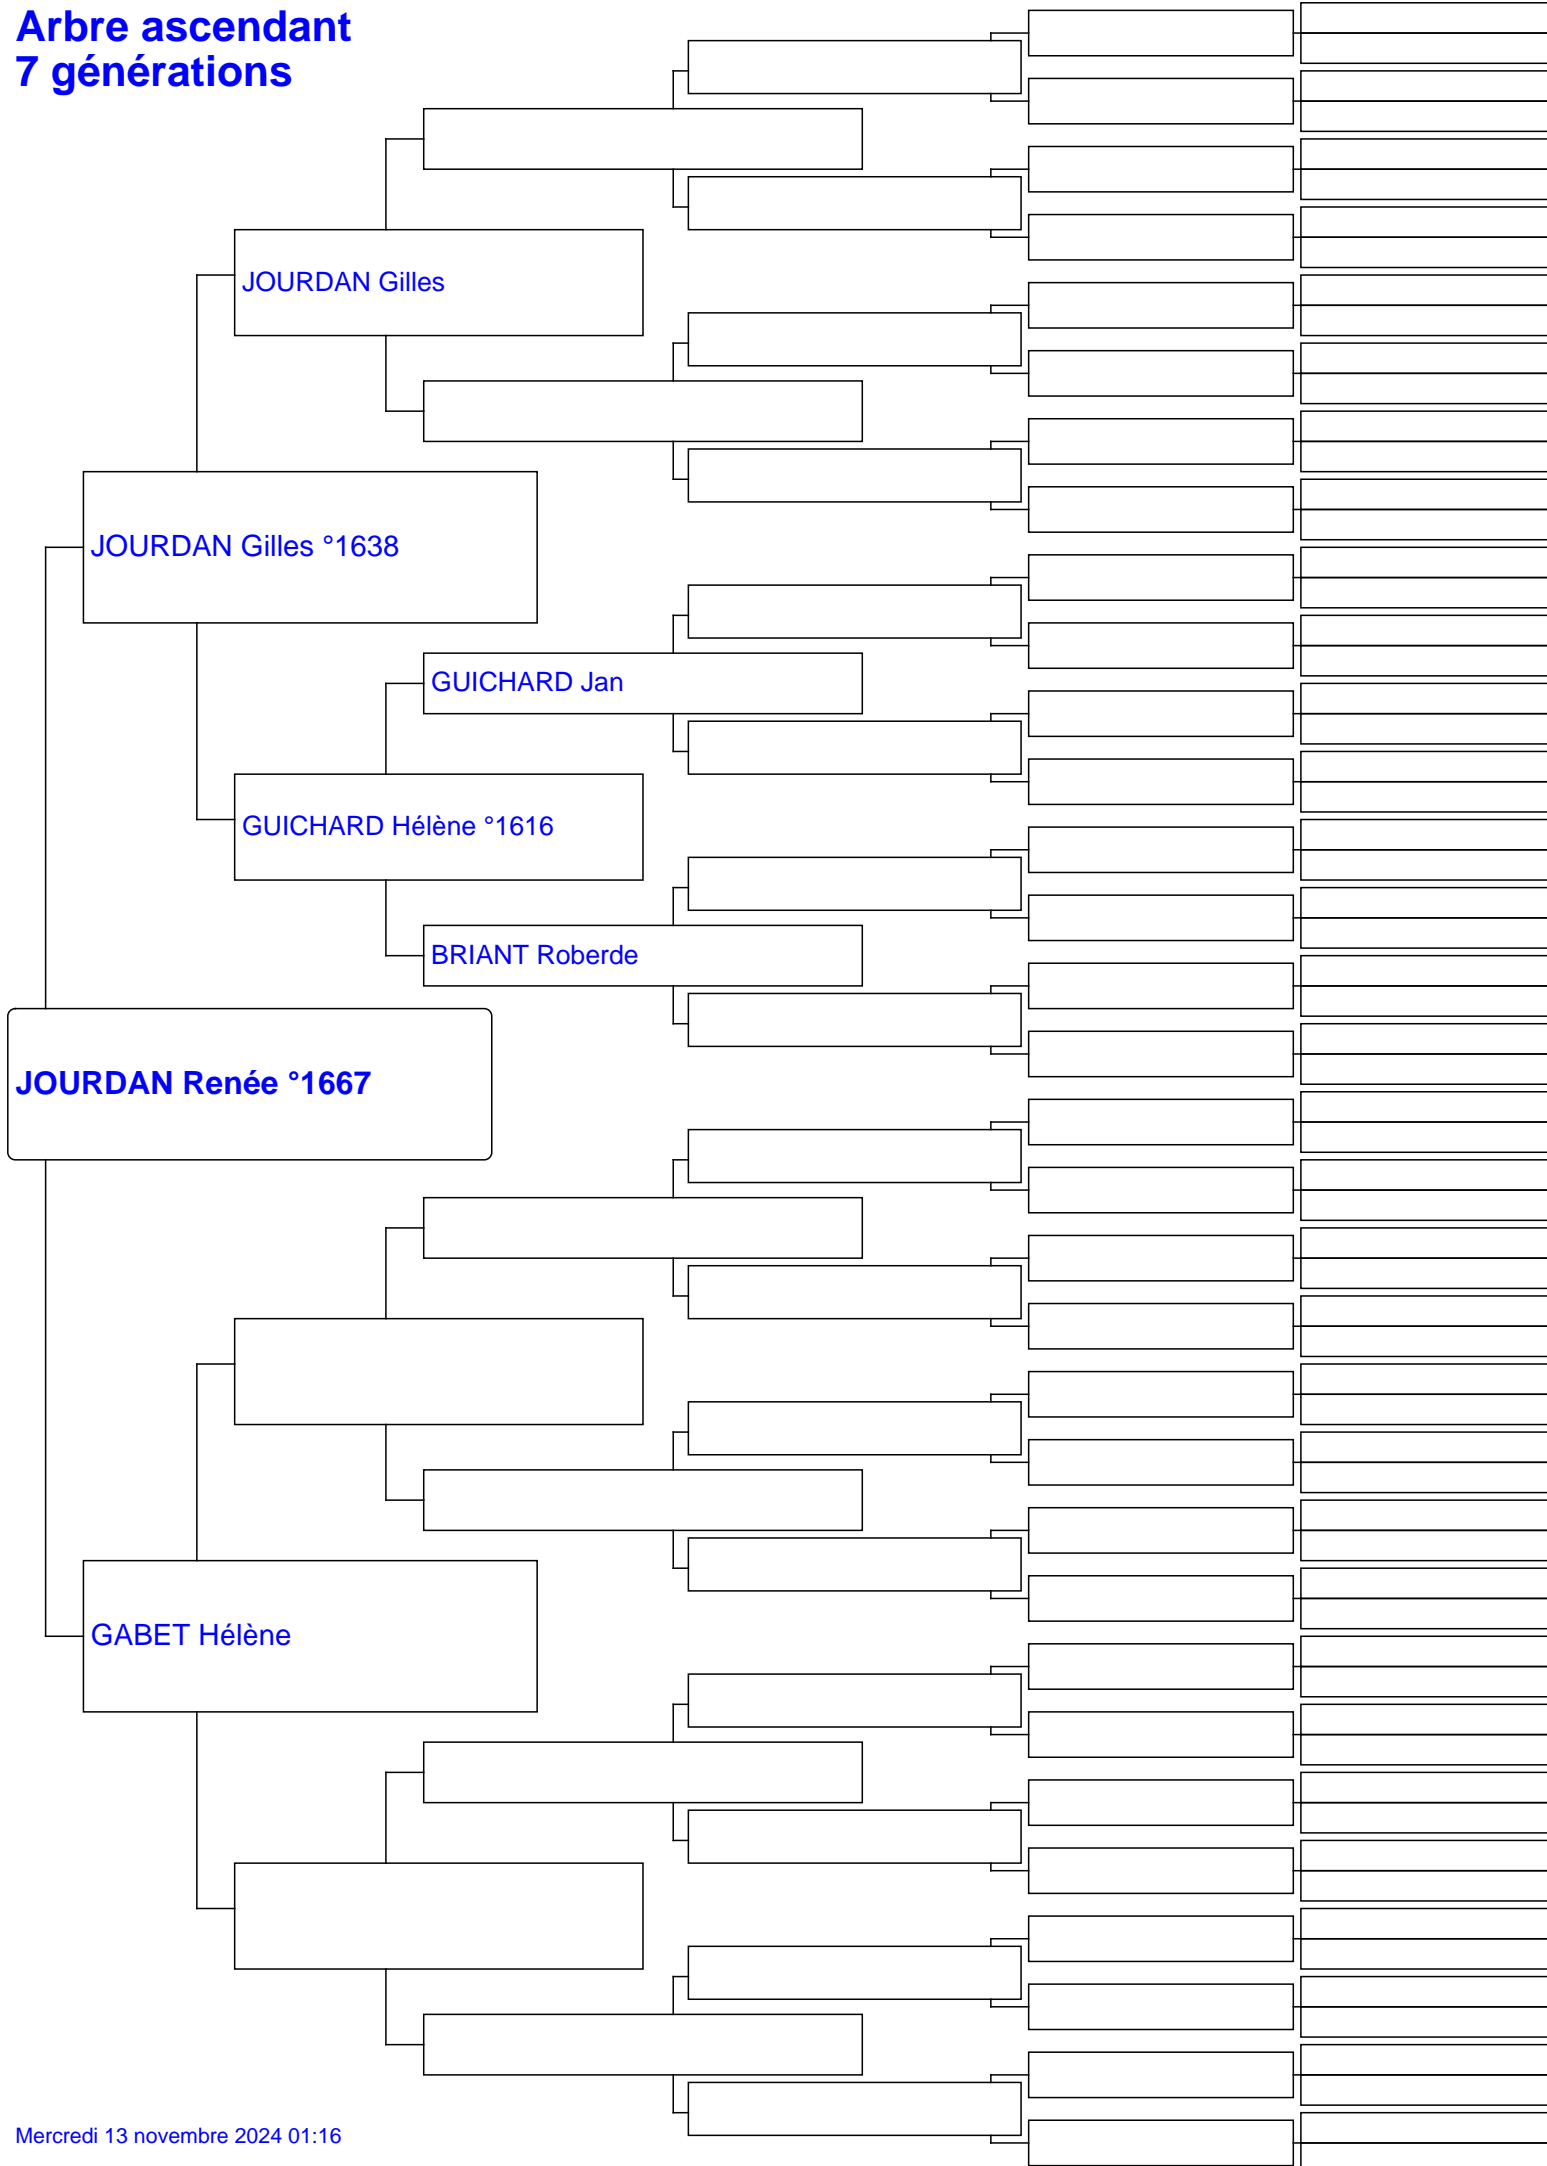 Arbre ascendant
7 générations
JOURDAN Gilles
JOURDAN Gilles °1638
GUICHARD Jan
GUICHARD Hélène °1616
BRIANT Roberde
JOURDAN Renée °1667
GABET Hélène
Mercredi 13 novembre 2024 01:16